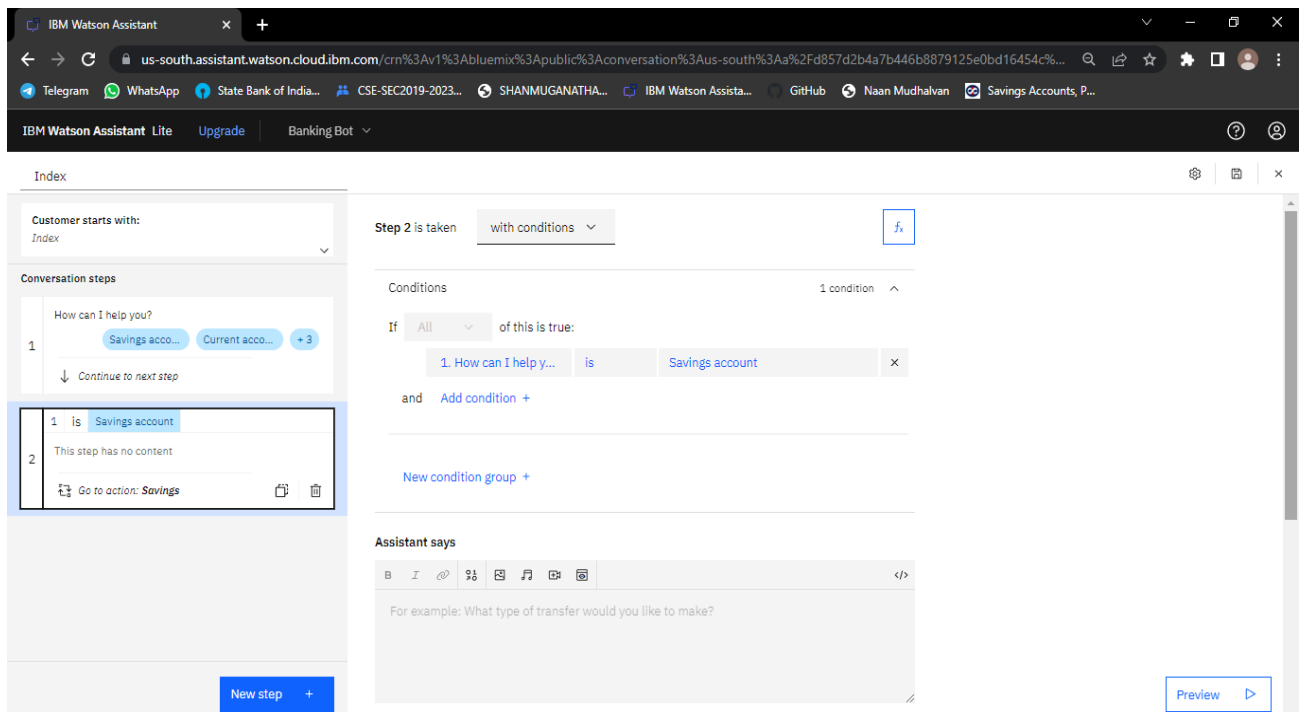 IBM Watson Assistant
us-south.assistant.watson.cloud.ibm.com/crn%3Av1%3Abluemix%3Apublic%3Aconversation%3Aus-south%3Aa%2Fd857d2b4a7b446b8879125e0bd16454c%...
Telegram WhatsApp State Bank of India... CSE-SEC2019-2023... SHANMUGANATHA... IBM Watson Assista... GitHub Naan Mudhalvan Savings Accounts, P...
IBM Watson Assistant Lite Upgrade Banking Bot
Index
Customer starts with:
Index
Conversation steps
1
How can I help you?
Savings acco... Current acco... + 3
Continue to next step
2
1 is Savings account
This step has no content
Go to action: Savings
New step +
Step 2 is taken with conditions fx
Conditions 1 condition
If All of this is true:
1. How can I help y... is Savings account
and Add condition +
New condition group +
Assistant says
B I </>
For example: What type of transfer would you like to make?
Preview